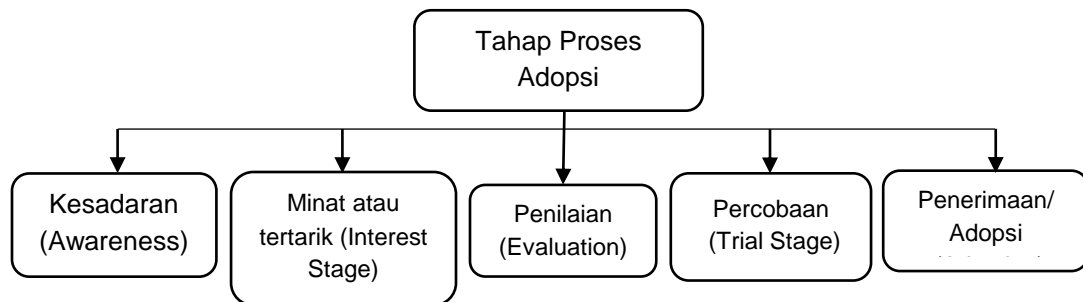 Tahap Proses
Adopsi
Kesadaran
(Awareness)
Minat atau
tertarik (Interest
Stage)
Penilaian
(Evaluation)
Percobaan
(Trial Stage)
Penerimaan/
Adopsi